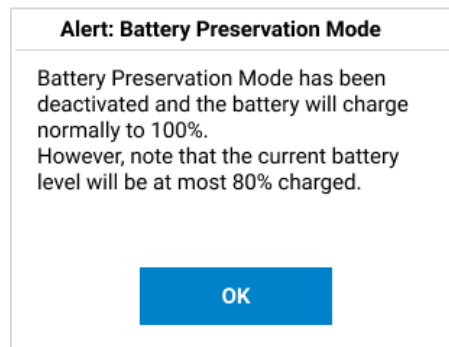 Alert: Battery Preservation Mode
Battery Preservation Mode has been
deactivated and the battery will charge
normally to 100%.
However, note that the current battery
level will be at most 80% charged.
OK